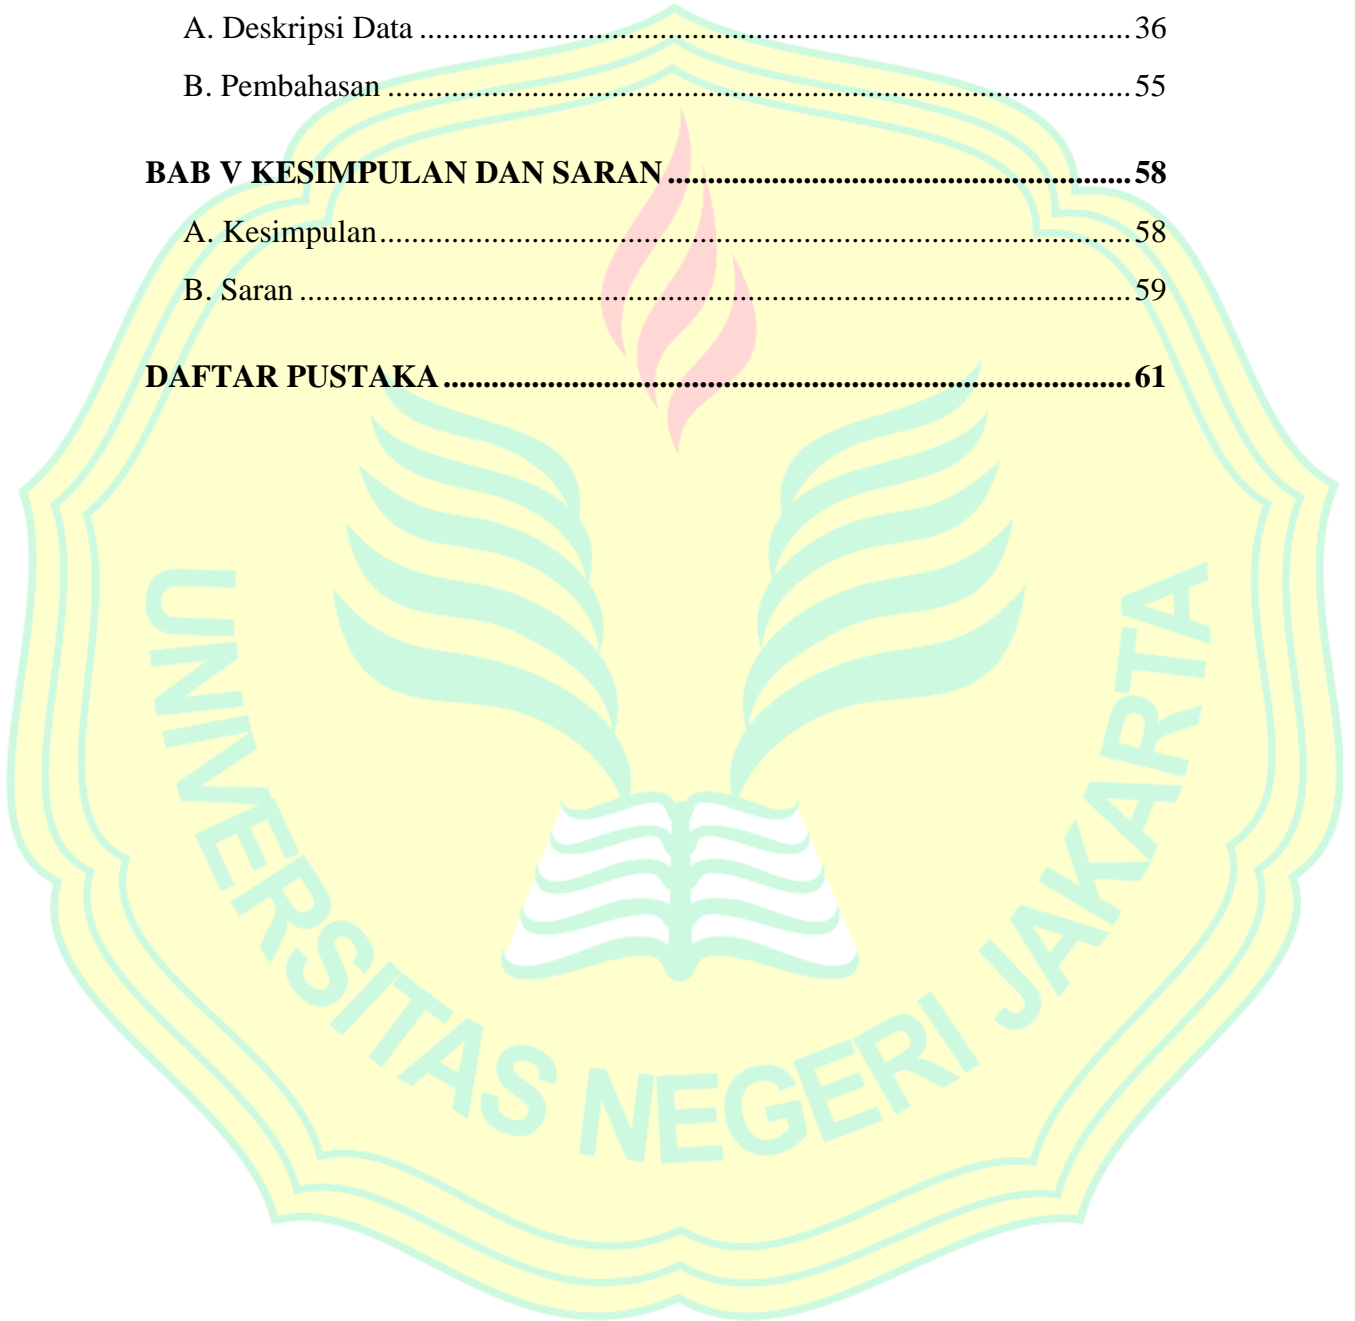 A. Deskripsi Data ........................................................................................... 36
B. Pembahasan ............................................................................................... 55
BAB V KESIMPULAN DAN SARAN ........................................................... 58
A. Kesimpulan................................................................................................ 58
B. Saran .......................................................................................................... 59
DAFTAR PUSTAKA ........................................................................................ 61
UNIVERSITAS NEGERI JAKARTA